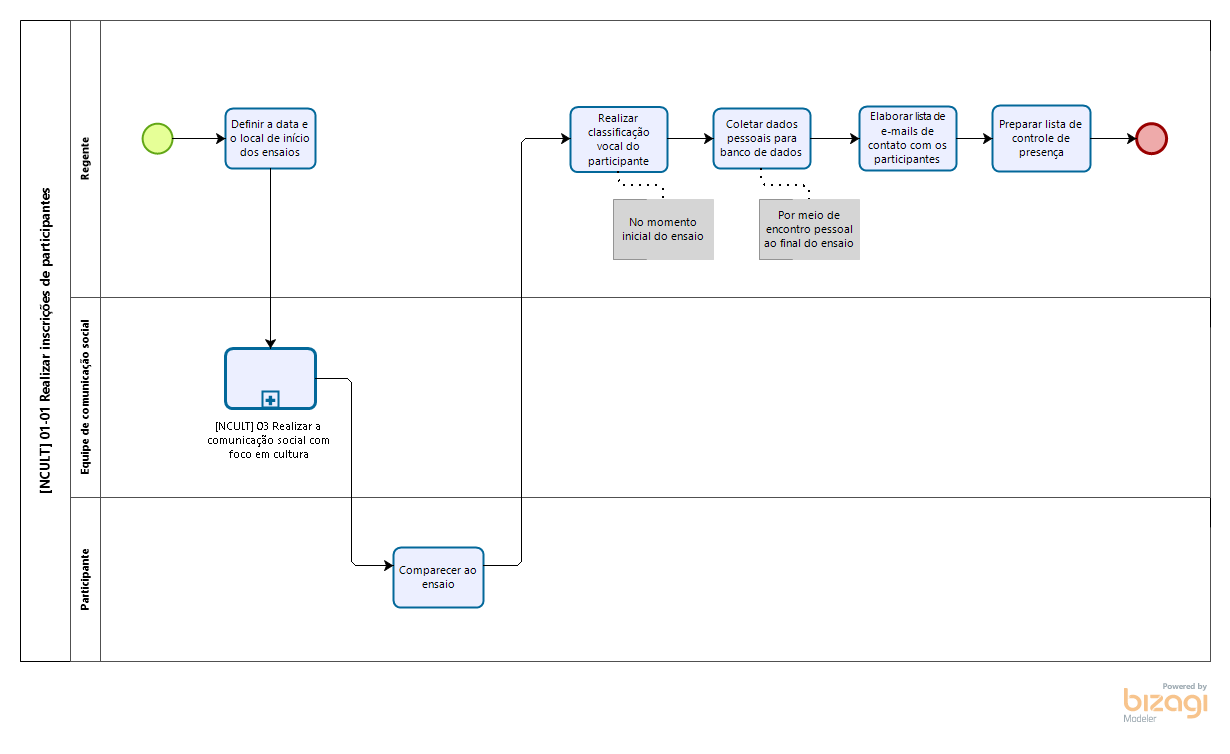 [NCULT] 01-01 Realizar inscrições de participantes
Regente
Definir a data e
o local de início
dos ensaios
Realizar
classificação
vocal do
participante
Coletar dados
pessoais para
banco de dados
Elaborar lista de
e-mails de
contato com os
participantes
Preparar lista de
controle de
presença
No momento
inicial do ensaio
Por meio de
encontro pessoal
ao final do ensaio
Equipe de comunicação social
[NCULT] 03 Realizar a
comunicação social com
foco em cultura
Participante
Comparecer ao
ensaio
Powered by
bizagi
Modeler